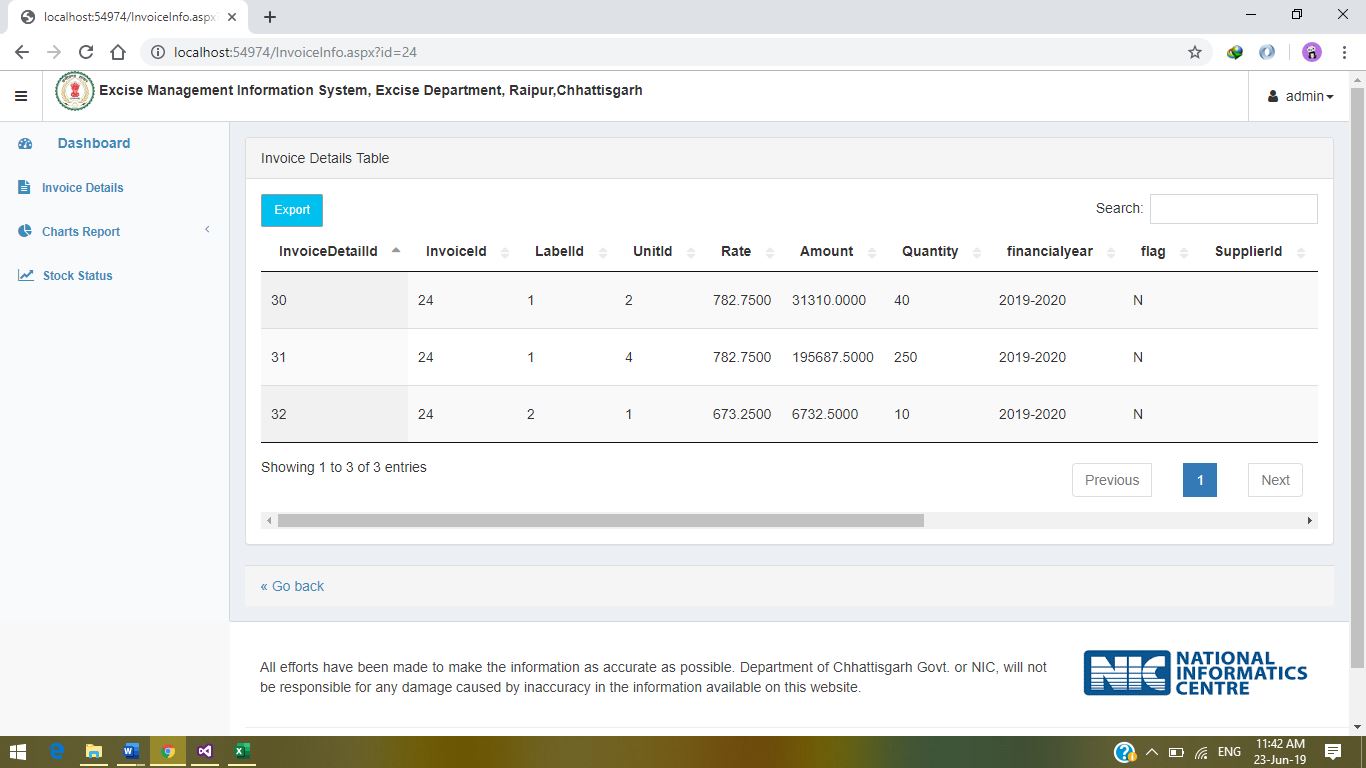 localhost:54974/InvoiceInfo.aspx
localhost:54974/InvoiceInfo.aspx?id=24
Excise Management Information System, Excise Department, Raipur,Chhattisgarh
admin
Dashboard
Invoice Details
Charts Report
Stock Status
Invoice Details Table
Export
Search:
InvoiceDetailId InvoiceId LabelId UnitId Rate Amount Quantity financialyear flag SupplierId
30 24 1 2 782.7500 31310.0000 40 2019-2020 N
31 24 1 4 782.7500 195687.5000 250 2019-2020 N
32 24 2 1 673.2500 6732.5000 10 2019-2020 N
Showing 1 to 3 of 3 entries
Previous 1 Next
« Go back
All efforts have been made to make the information as accurate as possible. Department of Chhattisgarh Govt. or NIC, will not
be responsible for any damage caused by inaccuracy in the information available on this website.
NIC
NATIONAL
INFORMATICS
CENTRE
ENG
11:42 AM
23-Jun-19